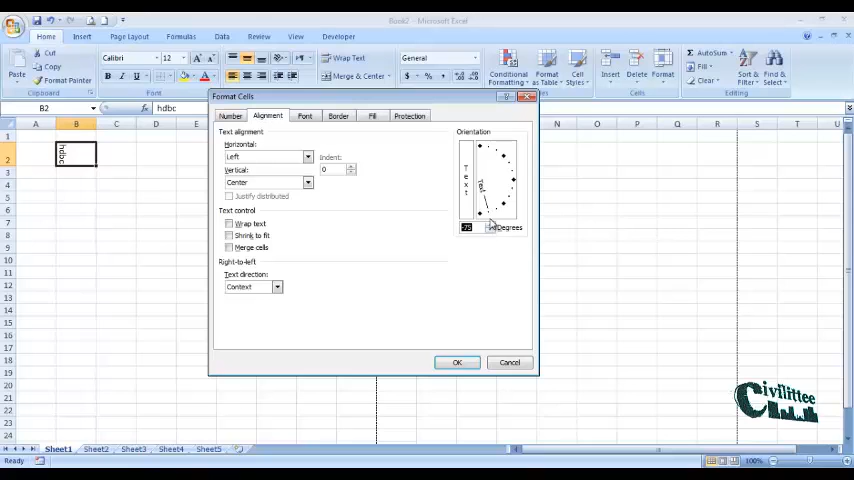 Book2 - Microsoft Excel
Home Insert Page Layout Formulas Data Review View Developer
Paste
Cut
Copy
Format Painter
Clipboard
Calibri 12
B I U
Font
Wrap Text
Merge & Center
General
$ % ,
Conditional Formatting
Format as Table
Cell Styles
Styles
Insert Delete Format
Cells
AutoSum
Fill
Clear
Sort & Filter
Find & Select
Editing
B2 fx hdbc
A B C D E N O P Q R S T U
1
2
3
4
5
6
7
8
9
10
11
12
13
14
15
16
17
18
19
20
21
22
23
24
hdbc
Format Cells
Number Alignment Font Border Fill Protection
Text alignment
Horizontal:
Left
Indent:
0
Vertical:
Center
Justify distributed
Text control
Wrap text
Shrink to fit
Merge cells
Right-to-left
Text direction:
Context
Orientation
Text
Text
-75 Degrees
OK Cancel
Civilittee
Sheet1 Sheet2 Sheet3 Sheet4 Sheet5
Ready 100%